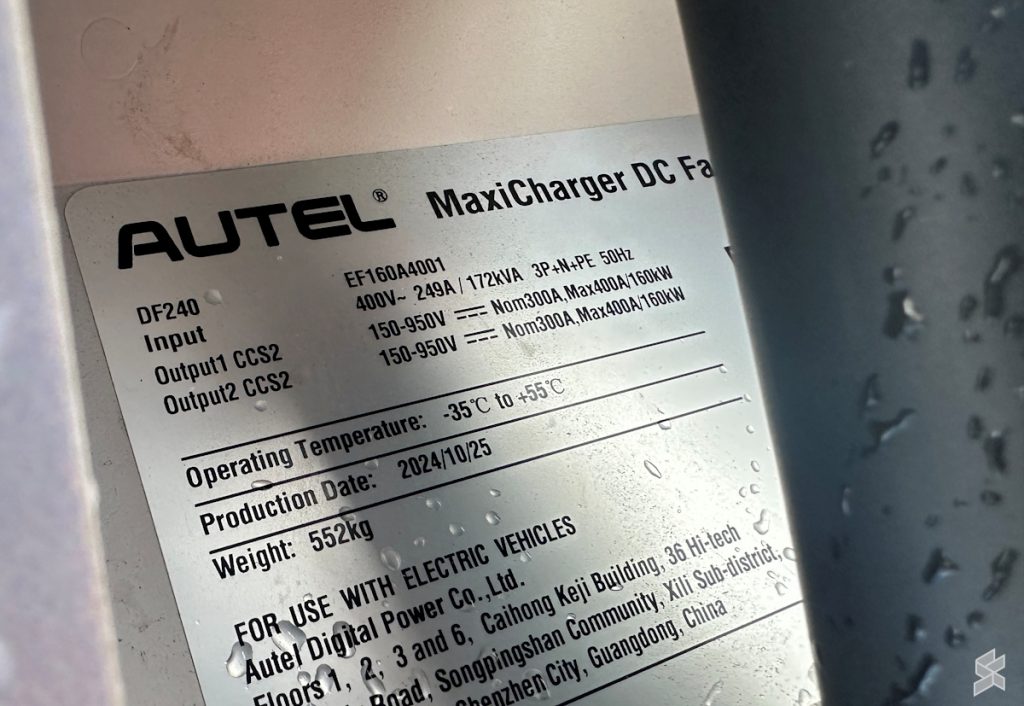 AUTEL® MaxiCharger DC Fa
DF240 EF160A4001
Input 400V~ 249A / 172kVA 3P+N+PE 50Hz
Output1 CCS2 150-950V ⎓ Nom300A,Max400A/160kW
Output2 CCS2 150-950V ⎓ Nom300A,Max400A/160kW
Operating Temperature: -35℃ to +55℃
Production Date: 2024/10/25
Weight: 552kg
FOR USE WITH ELECTRIC VEHICLES
Autel Digital Power Co.,Ltd.
Floors 1, 2, 3 and 6, Caihong Keji Building, 36 Hi-tech
Road, Songpingshan Community, Xili Sub-district,
Shenzhen City, Guangdong, China